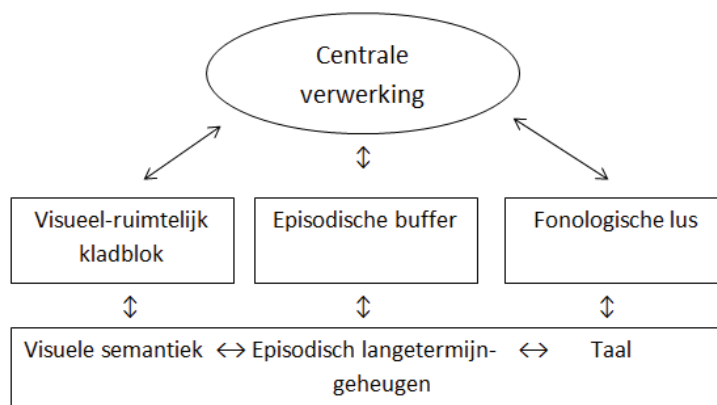 Centrale
verwerking
Visueel-ruimtelijk
kladblok
Episodische buffer
Fonologische lus
Visuele semantiek ↔ Episodisch langetermijn- ↔ Taal
geheugen